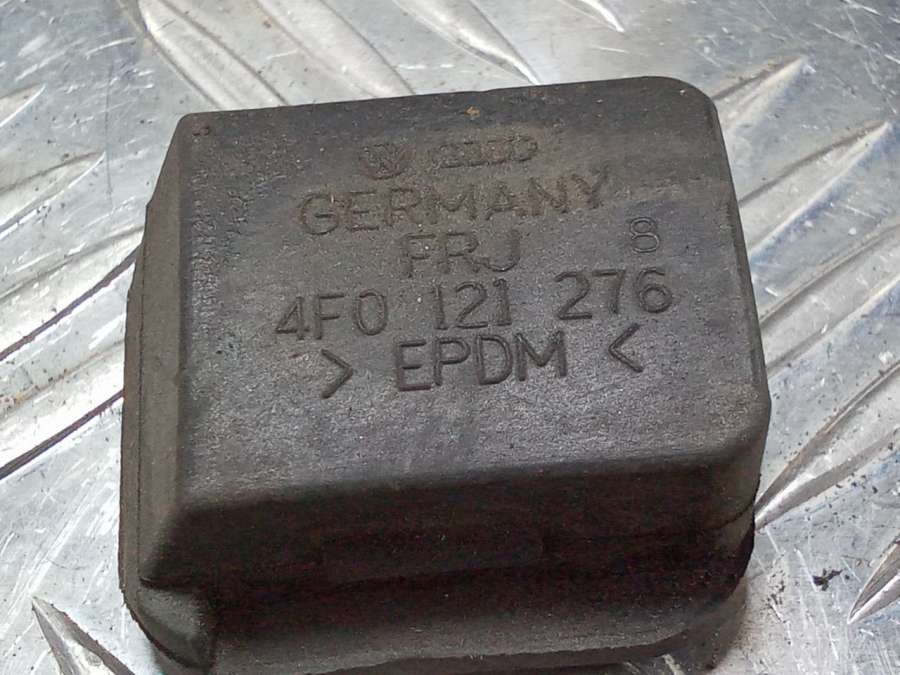 GERMANY
FRJ 8
4F0 121 276
> EPDM <